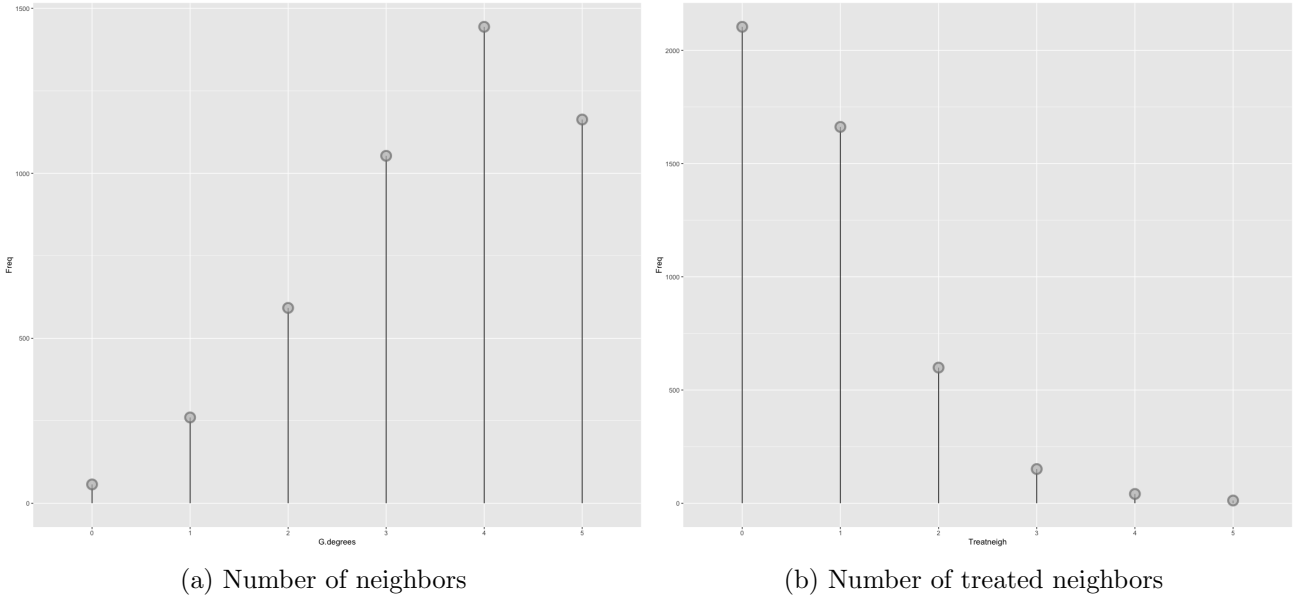 1500
1000
500
0
Freq
0 1 2 3 4 5
G.degrees
(a) Number of neighbors
2000
1500
1000
500
0
Freq
0 1 2 3 4 5
Treatneigh
(b) Number of treated neighbors